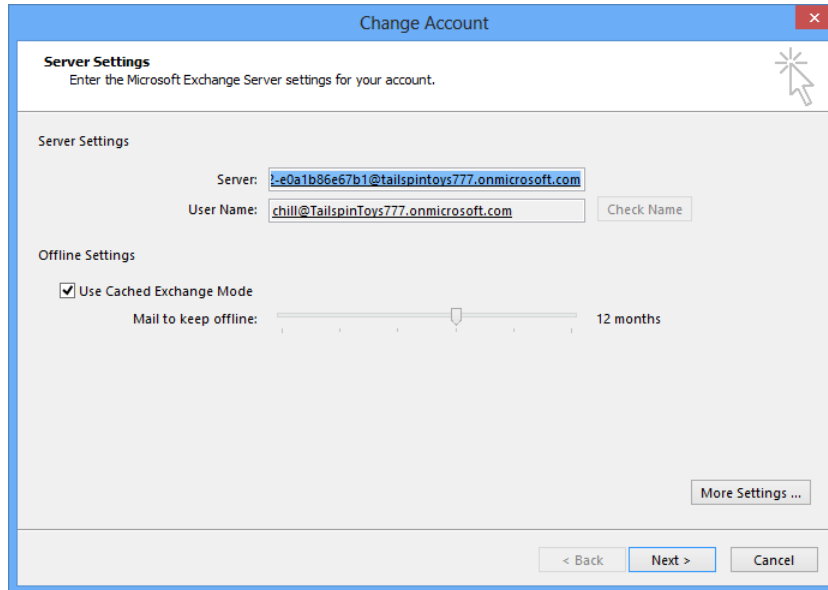 Change Account
Server Settings
Enter the Microsoft Exchange Server settings for your account.
Server Settings
Server: ?-e0a1b86e67b1@tailspintoys777.onmicrosoft.com
User Name: chill@TailspinToys777.onmicrosoft.com Check Name
Offline Settings
Use Cached Exchange Mode
Mail to keep offline: 12 months
More Settings ...
< Back Next > Cancel